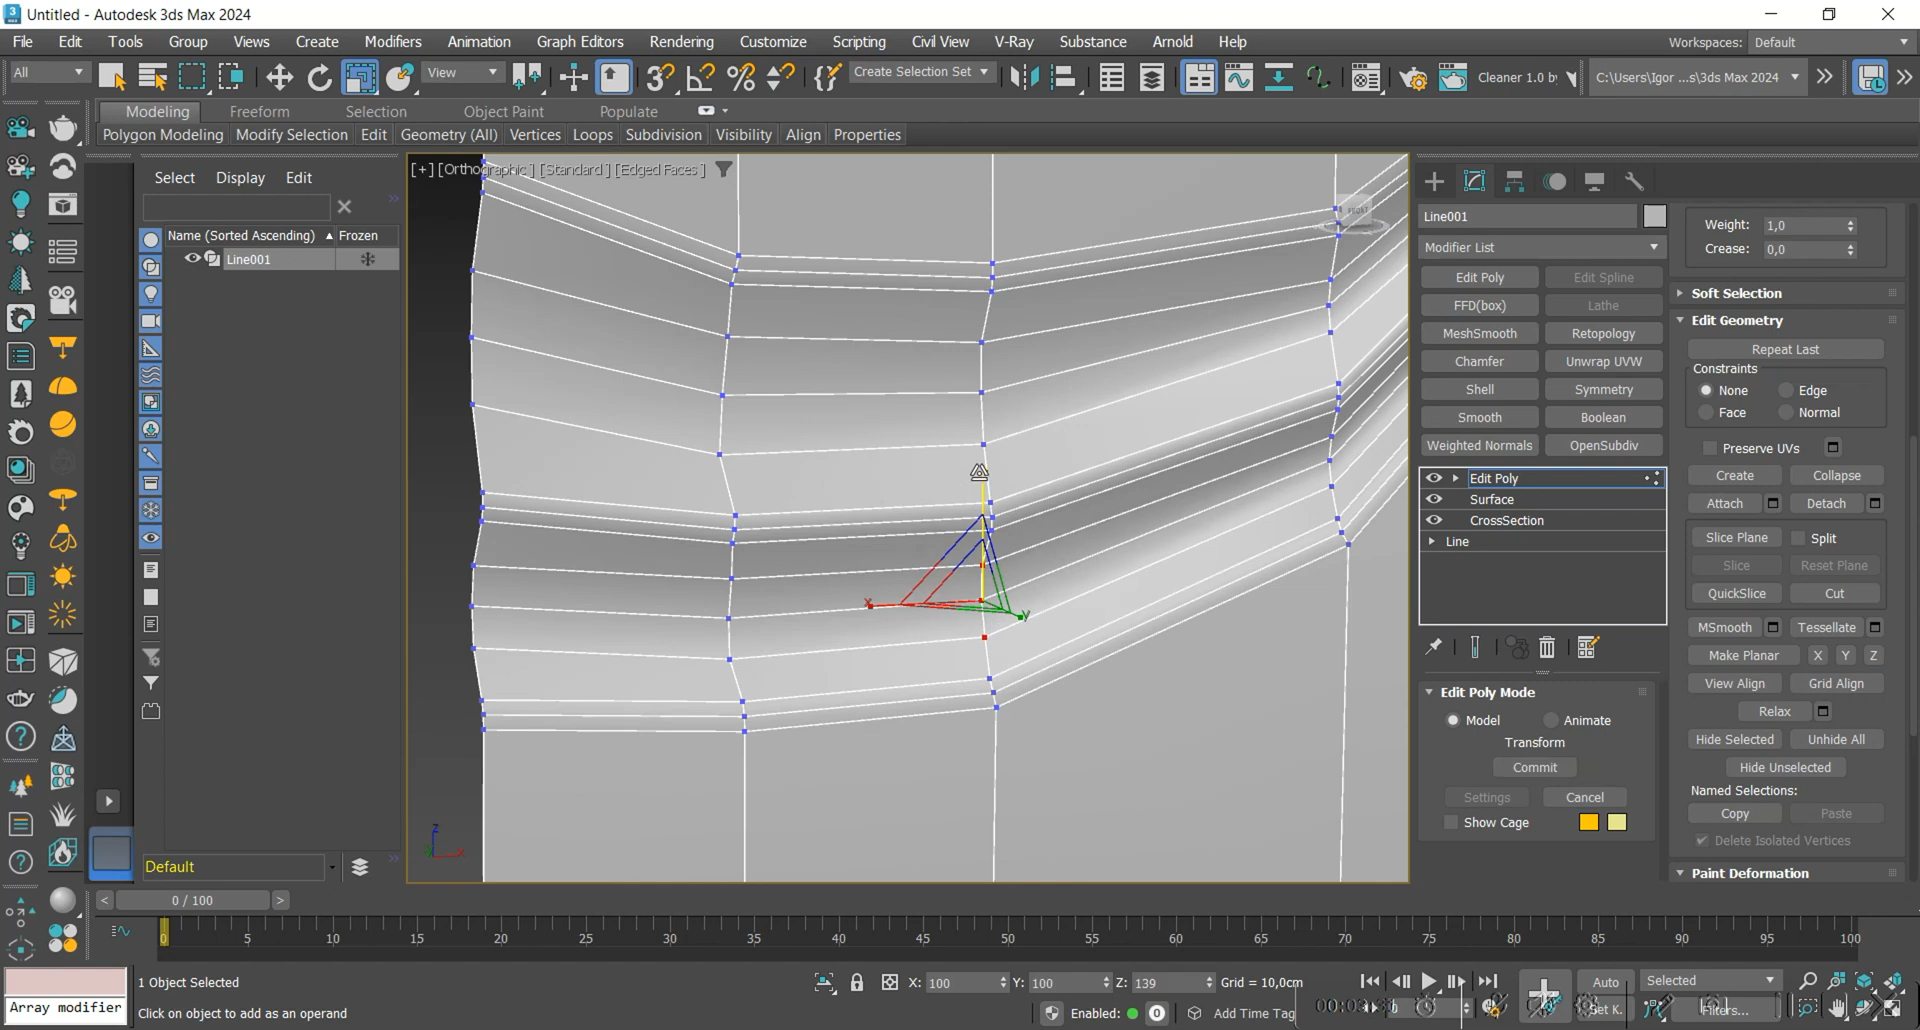 Untitled - Autodesk 3ds Max 2024
File Edit Tools Group Views Create Modifiers Animation Graph Editors Rendering Customize Scripting Civil View V-Ray Substance Arnold Help Workspaces: Default
All View Create Selection Set Cleaner 1.0 by C:\Users\Igor ...s\3ds Max 2024
Modeling Freeform Selection Object Paint Populate
Polygon Modeling Modify Selection Edit Geometry (All) Vertices Loops Subdivision Visibility Align Properties
Select Display Edit
Name (Sorted Ascending) Frozen
Line001
Default
[+] [Orthographic ] [Standard ] [Edged Faces ]
FRONT
x y
z x
Line001
Modifier List
Edit Poly Edit Spline
FFD(box) Lathe
MeshSmooth Retopology
Chamfer Unwrap UVW
Shell Symmetry
Smooth Boolean
Weighted Normals OpenSubdiv
Edit Poly
Surface
CrossSection
Line
Edit Poly Mode
Model Animate
Transform
Commit
Settings Cancel
Show Cage
Weight: 1,0
Crease: 0,0
Soft Selection
Edit Geometry
Repeat Last
Constraints
None Edge
Face Normal
Preserve UVs
Create Collapse
Attach Detach
Slice Plane Split
Slice Reset Plane
QuickSlice Cut
MSmooth Tessellate
Make Planar X Y Z
View Align Grid Align
Relax
Hide Selected Unhide All
Hide Unselected
Named Selections:
Copy Paste
Delete Isolated Vertices
Paint Deformation
< 0 / 100 >
0 5 10 15 20 25 30 35 40 45 50 55 60 65 70 75 80 85 90 95 100
1 Object Selected X: 100 Y: 100 Z: 139 Grid = 10,0cm Auto Selected
Array modifier Click on object to add as an operand Enabled: 0 Add Time Tag Set K. Filters...